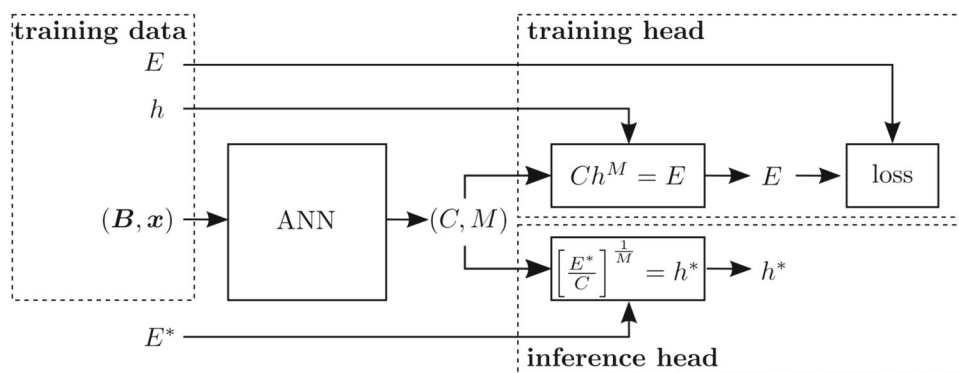 training data
training head
E
h
(B, x)
ANN
(C, M)
Ch^M = E
E
loss
[E*/C]^{1/M} = h*
h*
E*
inference head